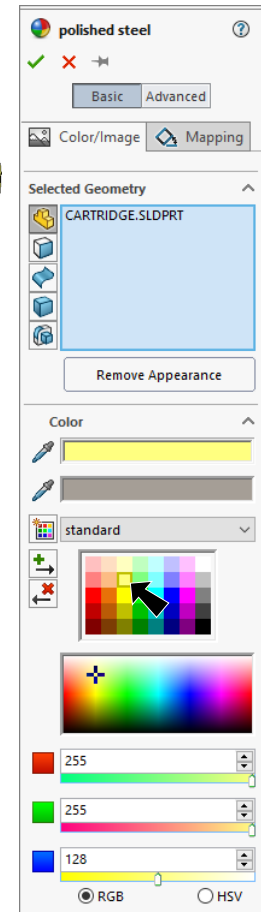 polished steel
Basic Advanced
Color/Image Mapping
Selected Geometry
CARTRIDGE.SLDPRT
Remove Appearance
Color
standard
255
255
128
RGB HSV